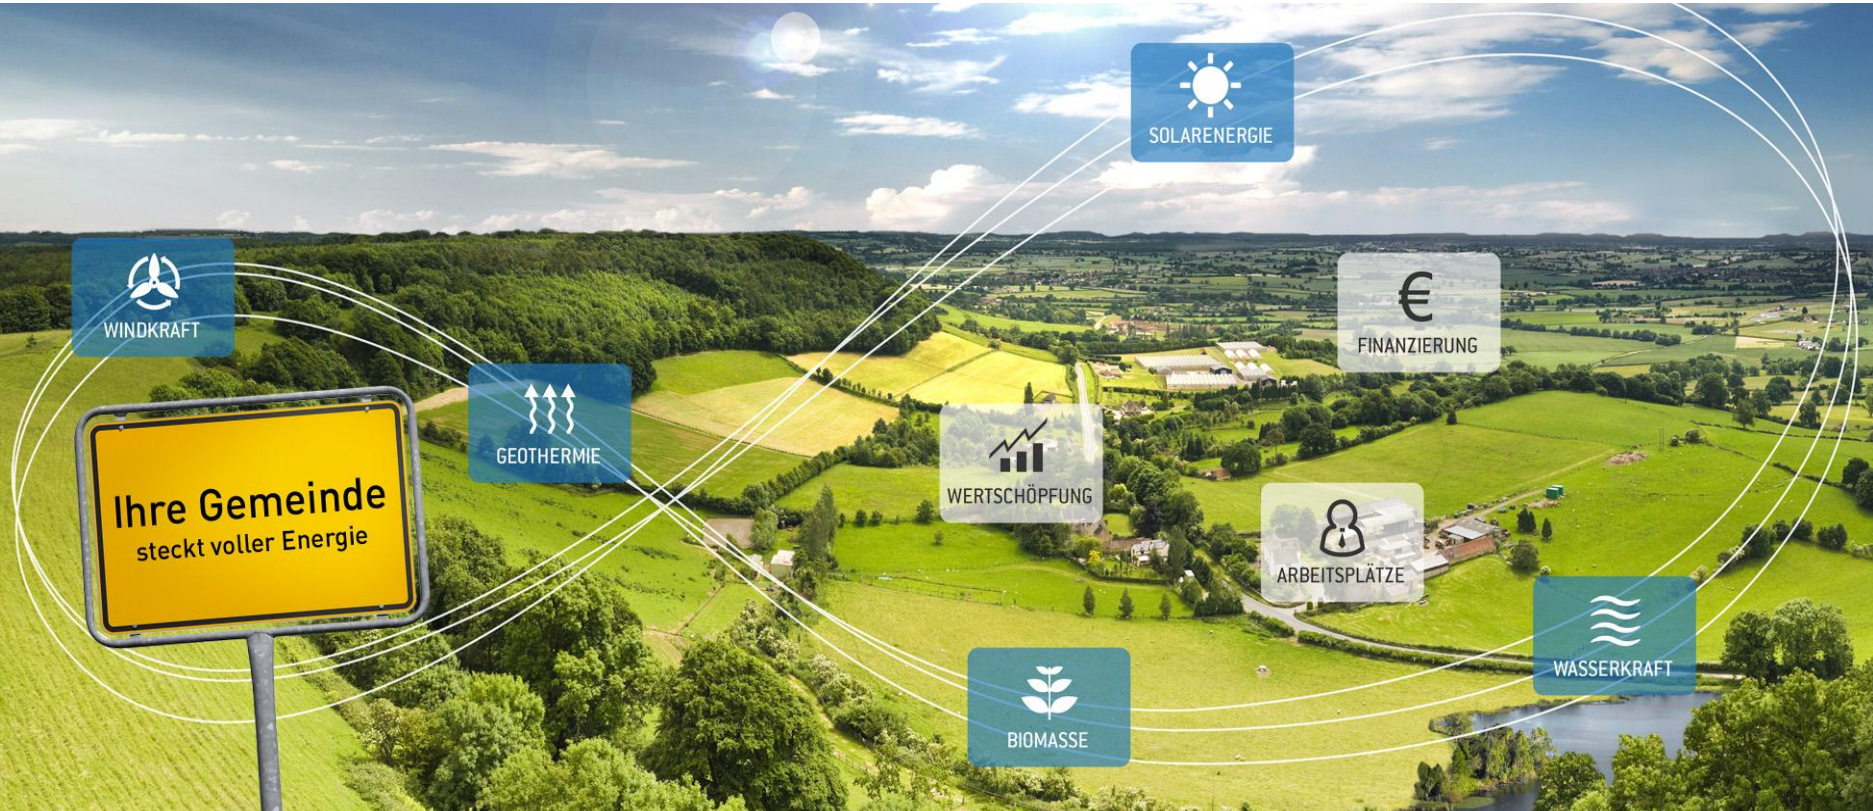 SOLARENERGIE
WINDKRAFT
€
FINANZIERUNG
GEOTHERMIE
WERTSCHÖPFUNG
Ihre Gemeinde
steckt voller Energie
ARBEITSPLÄTZE
WASSERKRAFT
BIOMASSE